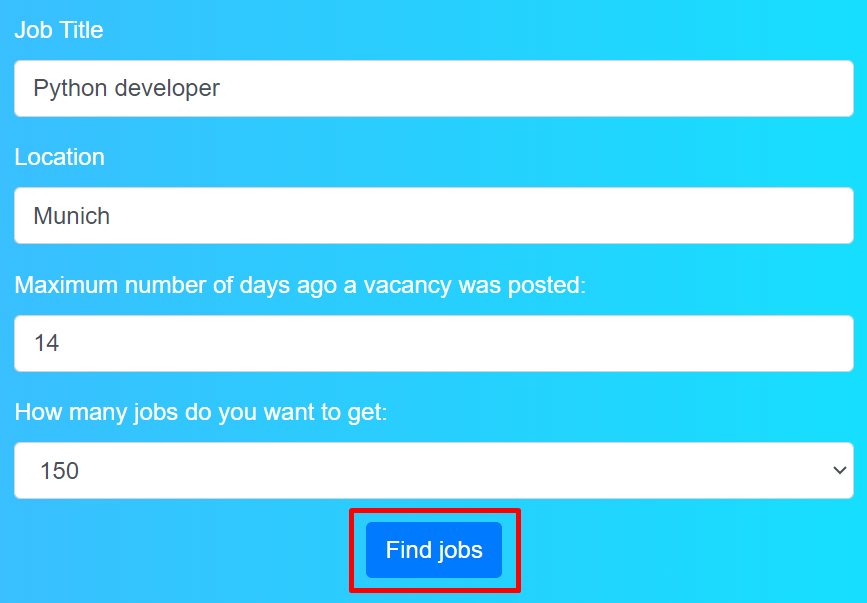 Job Title
Python developer
Location
Munich
Maximum number of days ago a vacancy was posted:
14
How many jobs do you want to get:
150
Find jobs